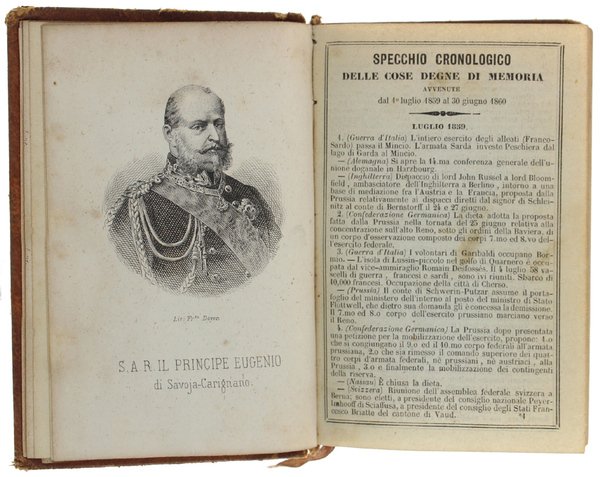 Lit. F.lli Doyen
S.A.R. IL PRINCIPE EUGENIO
di Savoja-Carignano.
SPECCHIO CRONOLOGICO
DELLE COSE DEGNE DI MEMORIA
AVVENUTE
dal 1º luglio 1859 al 30 giugno 1860
LUGLIO 1859.
1. (Guerra d'Italia) L'intiero esercito degli alleati (Franco-
Sardo) passa il Mincio. L'armata Sarda investe Peschiera dal
lago di Garda al Mincio.
— (Alemagna) Si apre la 14.ma conferenza generale dell'u-
nione doganale in Harzbourg.
— (Inghilterra) Dispaccio di lord John Russel a lord Bloom-
field, ambasciatore dell'Inghilterra a Berlino, intorno a una
base di mediazione fra l'Austria e la Francia, proposta dalla
Prussia relativamente ai dispacci diretti dal signor di Schlei-
nitz al conte di Bernstorff il 24 e 27 giugno.
2. (Confederazione Germanica) La dieta adotta la proposta
fatta dalla Prussia nella tornata del 25 giugno relativa alla
concentrazione sull'alto Reno, sotto gli ordini della Baviera, di
un corpo d'osservazione composto dei corpi 7.mo ed 8.vo del-
l'esercito federale.
3. (Guerra d'Italia) I volontari di Garibaldi occupano Bor-
mio. — L'isola di Lussin-piccolo nel golfo di Quarnero è occu-
pata dal vice-ammiraglio Romain Desfossés. Il 4 luglio 58 va-
scelli di guerra, francesi e sardi, sono ivi riuniti. Sbarco di
10,000 francesi. Occupazione della città di Cherso.
— (Prussia) Il conte di Schwerin-Putzar assume il portafo-
glio del ministero dell'interno al posto del ministro di Stato
Flottwell, che dietro sua domanda gli è concessa la demissione.
Il 7.mo ed 8.vo corpo dell'esercito prussiano marciano verso
il Reno.
4. (Confederazione Germanica) La Prussia dopo presentata
una petizione per la mobilizzazione dell'esercito, propone: 1.o
che si congiungano il 9.o ed il 10.mo corpo federali all'armata
prussiana, 2.o che sia rimesso il comando superiore dei quat-
tro corpi d'armata federali, né prussiani, né austriaci, alla
Prussia, 3.o e finalmente la mobilizzazione dei contingenti
della riserva.
— (Nassau) È chiusa la dieta.
— (Svizzera) Riunione dell'assemblea federale svizzera a
Berna: sono eletti, a presidente del consiglio nazionale Peyer-
Imhooff di Sciaffusa, a presidente del consiglio degli Stati Fran-
cesco Briatte del cantone di Vaud.